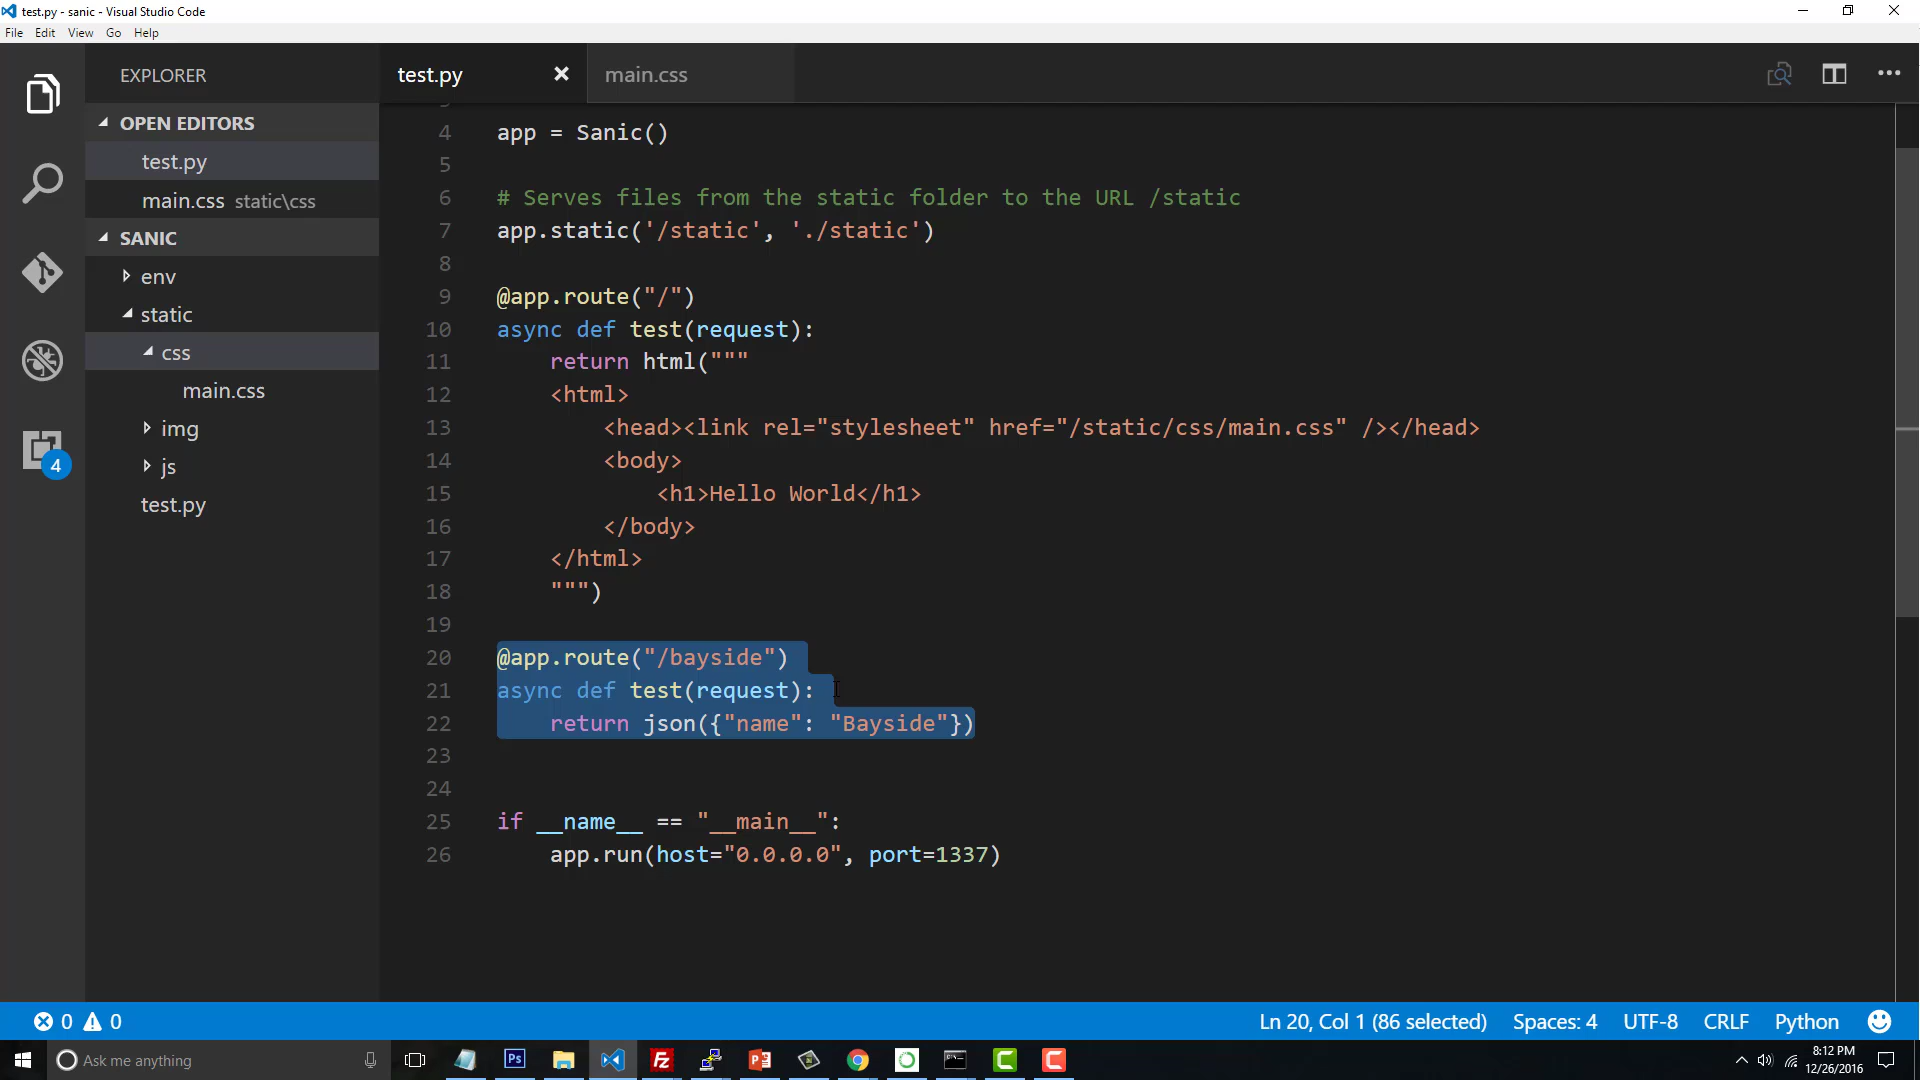 test.py - sanic - Visual Studio Code
File Edit View Go Help
EXPLORER
OPEN EDITORS
test.py
main.css static\css
SANIC
env
static
css
main.css
img
js
test.py
4
test.py
main.css
4 app = Sanic()
5
6 # Serves files from the static folder to the URL /static
7 app.static('/static', './static')
8
9 @app.route("/")
10 async def test(request):
11     return html("""
12     <html>
13         <head><link rel="stylesheet" href="/static/css/main.css" /></head>
14         <body>
15             <h1>Hello World</h1>
16         </body>
17     </html>
18     """)
19
20 @app.route("/bayside")
21 async def test(request):
22     return json({"name": "Bayside"})
23
24
25 if __name__ == "__main__":
26     app.run(host="0.0.0.0", port=1337)
0 0 Ln 20, Col 1 (86 selected) Spaces: 4 UTF-8 CRLF Python
Ask me anything
Ps
Fz
8:12 PM
12/26/2016